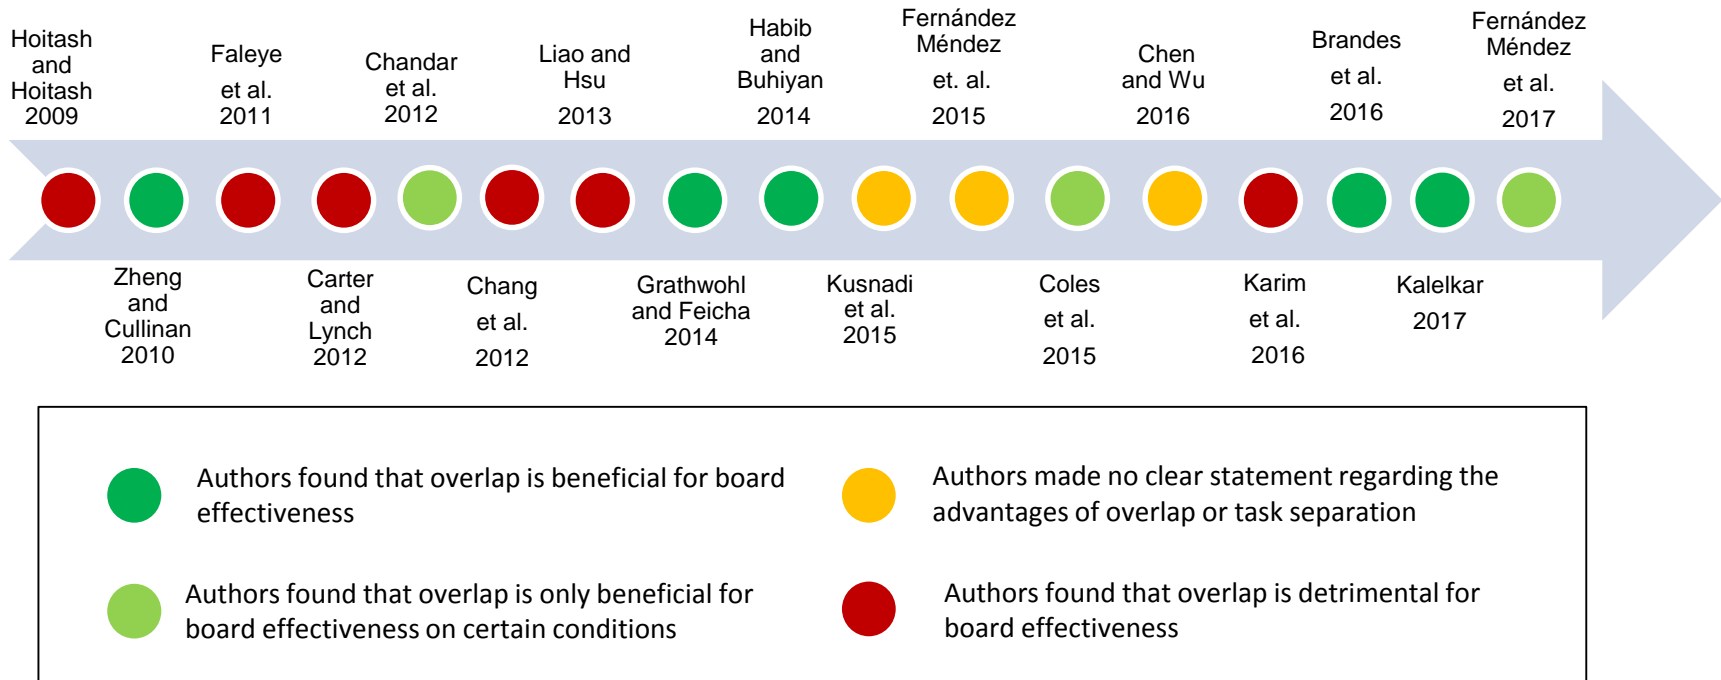 Hoitash
and
Hoitash
2009
Faleye
et al.
2011
Chandar
et al.
2012
Liao and
Hsu
2013
Habib
and
Buhiyan
2014
Fernández
Méndez
et. al.
2015
Chen
and Wu
2016
Brandes
et al.
2016
Fernández
Méndez
et al.
2017
Zheng
and
Cullinan
2010
Carter
and
Lynch
2012
Chang
et al.
2012
Grathwohl
and Feicha
2014
Kusnadi
et al.
2015
Coles
et al.
2015
Karim
et al.
2016
Kalelkar
2017
Authors found that overlap is beneficial for board
effectiveness
Authors made no clear statement regarding the
advantages of overlap or task separation
Authors found that overlap is only beneficial for
board effectiveness on certain conditions
Authors found that overlap is detrimental for
board effectiveness